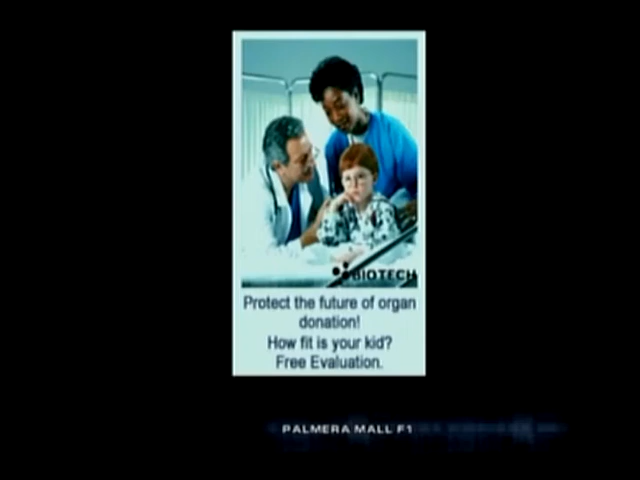 BIOTECH
Protect the future of organ
donation!
How fit is your kid?
Free Evaluation.
PALMERA MALL F1